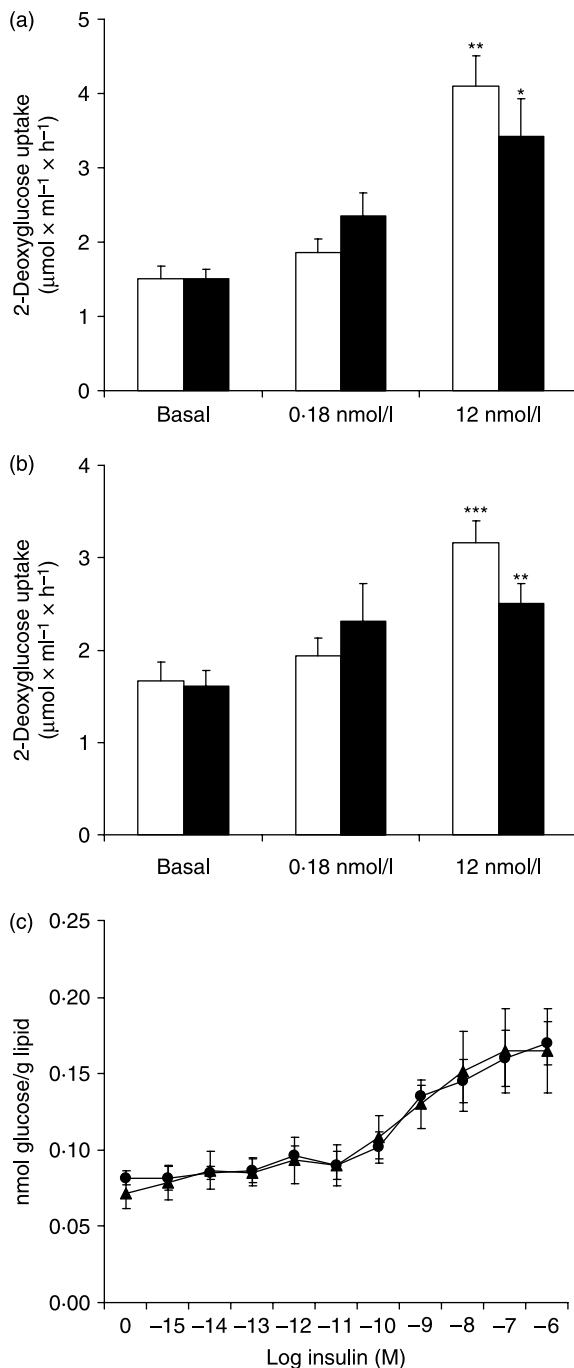 (a)
2-Deoxyglucose uptake
(μmol × ml⁻¹ × h⁻¹)
5
4
3
2
1
0
**
*
Basal
0·18 nmol/l
12 nmol/l
(b)
2-Deoxyglucose uptake
(μmol × ml⁻¹ × h⁻¹)
4
3
2
1
0
***
**
Basal
0·18 nmol/l
12 nmol/l
(c)
nmol glucose/g lipid
0·25
0·20
0·15
0·10
0·05
0·00
0 −15 −14 −13 −12 −11 −10 −9 −8 −7 −6
Log insulin (M)